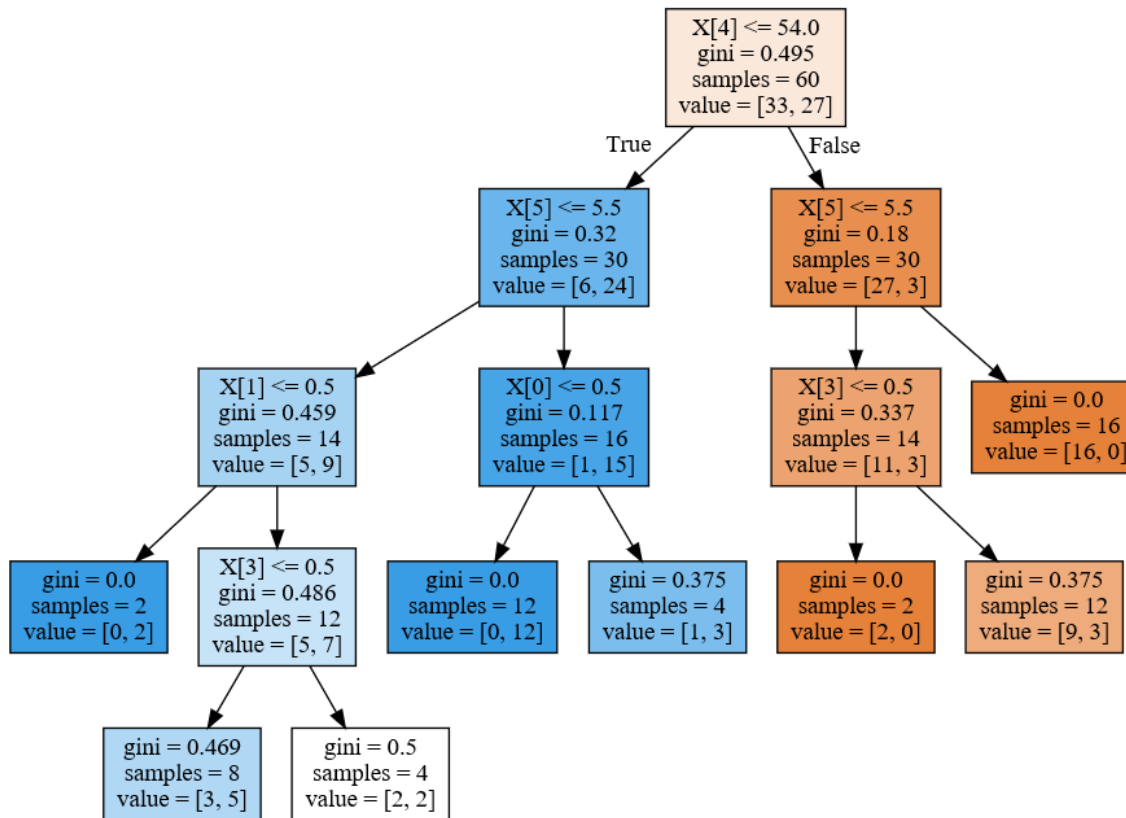 X[4] <= 54.0
gini = 0.495
samples = 60
value = [33, 27]
True
False
X[5] <= 5.5
gini = 0.32
samples = 30
value = [6, 24]
X[5] <= 5.5
gini = 0.18
samples = 30
value = [27, 3]
X[1] <= 0.5
gini = 0.459
samples = 14
value = [5, 9]
X[0] <= 0.5
gini = 0.117
samples = 16
value = [1, 15]
X[3] <= 0.5
gini = 0.337
samples = 14
value = [11, 3]
gini = 0.0
samples = 16
value = [16, 0]
gini = 0.0
samples = 2
value = [0, 2]
X[3] <= 0.5
gini = 0.486
samples = 12
value = [5, 7]
gini = 0.0
samples = 12
value = [0, 12]
gini = 0.375
samples = 4
value = [1, 3]
gini = 0.0
samples = 2
value = [2, 0]
gini = 0.375
samples = 12
value = [9, 3]
gini = 0.469
samples = 8
value = [3, 5]
gini = 0.5
samples = 4
value = [2, 2]